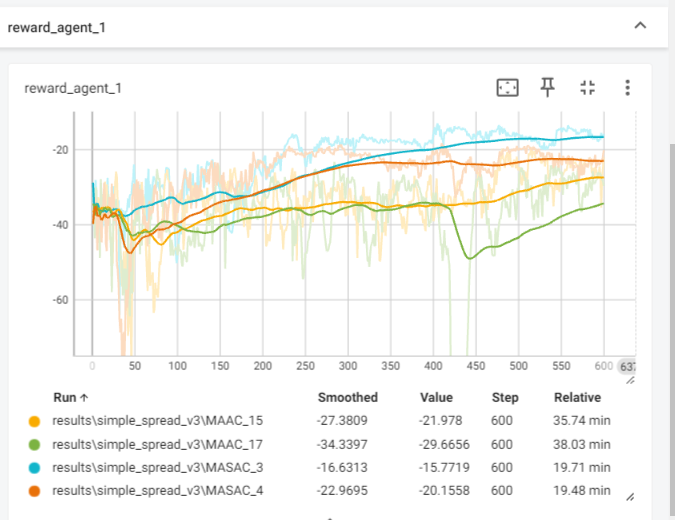 reward_agent_1
reward_agent_1
-20
-40
-60
0 50 100 150 200 250 300 350 400 450 500 550 600 637
Run ↑ Smoothed Value Step Relative
results\simple_spread_v3\MAAC_15 -27.3809 -21.978 600 35.74 min
results\simple_spread_v3\MAAC_17 -34.3397 -29.6656 600 38.03 min
results\simple_spread_v3\MASAC_3 -16.6313 -15.7719 600 19.71 min
results\simple_spread_v3\MASAC_4 -22.9695 -20.1558 600 19.48 min